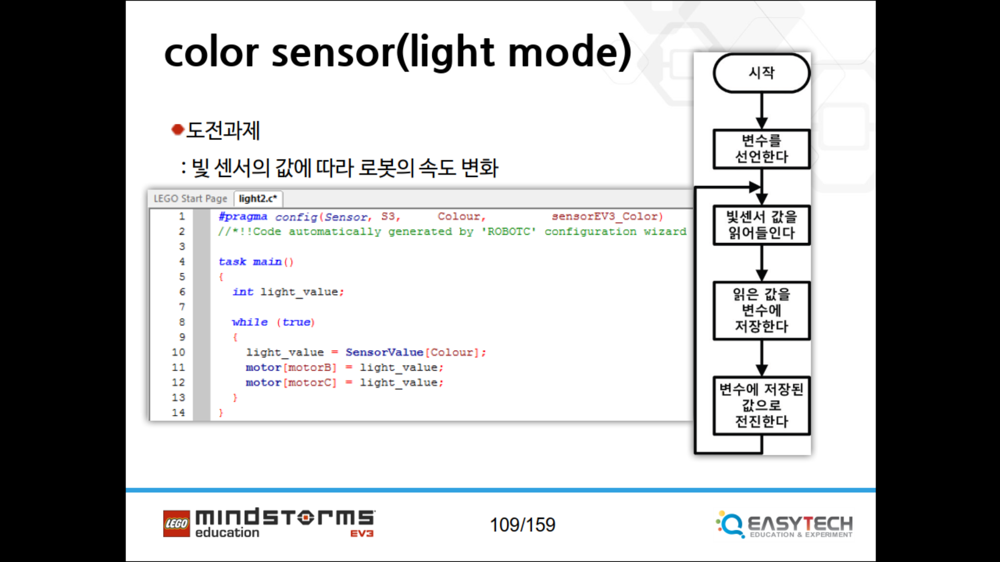 color sensor(light mode)
도전과제
: 빛 센서의 값에 따라 로봇의 속도 변화
LEGO Start Page light2.c*
1 #pragma config(Sensor, S3, Colour, sensorEV3_Color)
2 //*!!Code automatically generated by 'ROBOTC' configuration wizard
3
4 task main()
5 {
6 int light_value;
7
8 while (true)
9 {
10 light_value = SensorValue[Colour];
11 motor[motorB] = light_value;
12 motor[motorC] = light_value;
13 }
14 }
시작
변수를
선언한다
빛센서 값을
읽어들인다
읽은 값을
변수에
저장한다
변수에 저장된
값으로
전진한다
LEGO mindstorms
education EV3
109/159
EASYTECH
EDUCATION & EXPERIMENT